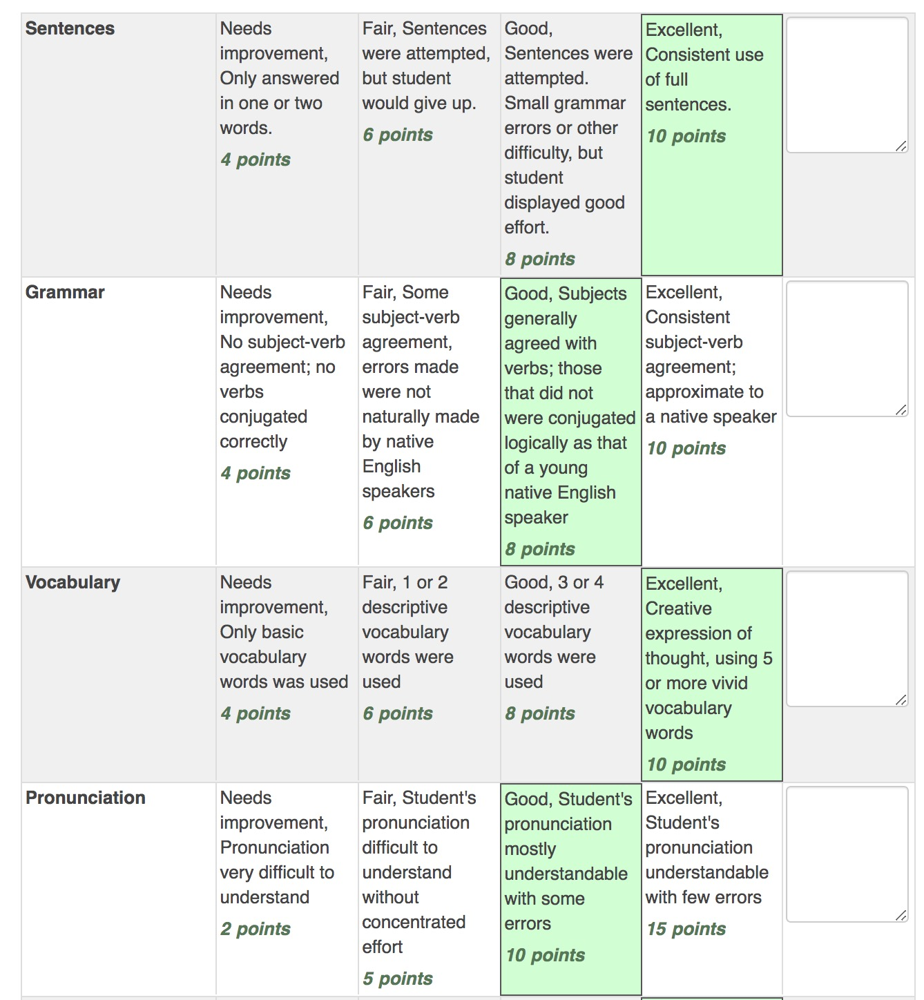 Sentences
Needs
improvement,
Only answered
in one or two
words.
4 points
Fair, Sentences
were attempted,
but student
would give up.
6 points
Good,
Sentences were
attempted.
Small grammar
errors or other
difficulty, but
student
displayed good
effort.
8 points
Excellent,
Consistent use
of full
sentences.
10 points
Grammar
Needs
improvement,
No subject-verb
agreement; no
verbs
conjugated
correctly
4 points
Fair, Some
subject-verb
agreement,
errors made
were not
naturally made
by native
English
speakers
6 points
Good, Subjects
generally
agreed with
verbs; those
that did not
were conjugated
logically as that
of a young
native English
speaker
8 points
Excellent,
Consistent
subject-verb
agreement;
approximate to
a native speaker
10 points
Vocabulary
Needs
improvement,
Only basic
vocabulary
words was used
4 points
Fair, 1 or 2
descriptive
vocabulary
words were
used
6 points
Good, 3 or 4
descriptive
vocabulary
words were
used
8 points
Excellent,
Creative
expression of
thought, using 5
or more vivid
vocabulary
words
10 points
Pronunciation
Needs
improvement,
Pronunciation
very difficult to
understand
2 points
Fair, Student's
pronunciation
difficult to
understand
without
concentrated
effort
5 points
Good, Student's
pronunciation
mostly
understandable
with some
errors
10 points
Excellent,
Student's
pronunciation
understandable
with few errors
15 points